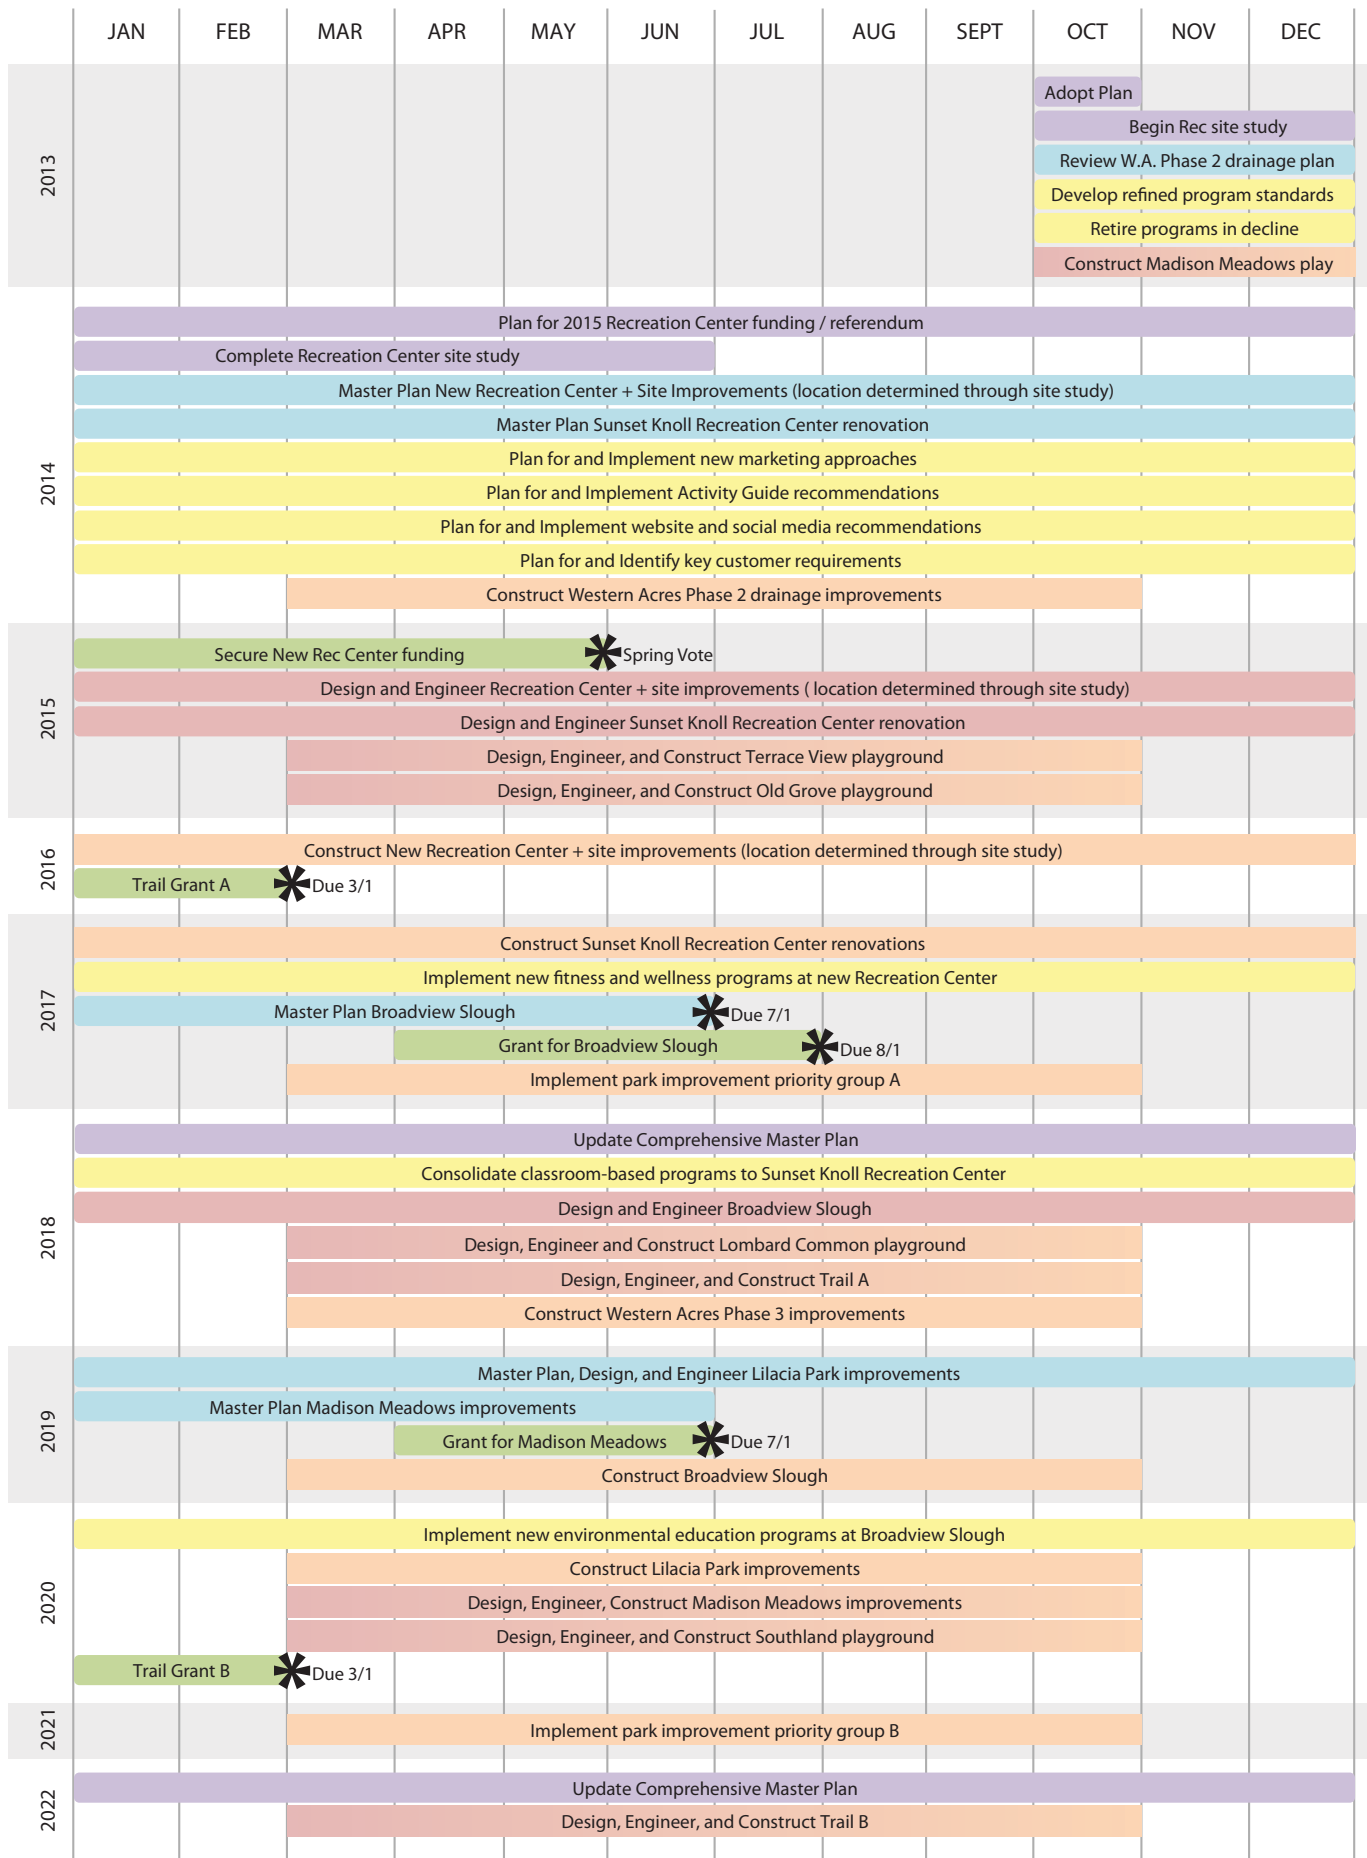 JAN FEB MAR APR MAY JUN JUL AUG SEPT OCT NOV DEC
2013
Adopt Plan
Begin Rec site study
Review W.A. Phase 2 drainage plan
Develop refined program standards
Retire programs in decline
Construct Madison Meadows play
2014
Plan for 2015 Recreation Center funding / referendum
Complete Recreation Center site study
Master Plan New Recreation Center + Site Improvements (location determined through site study)
Master Plan Sunset Knoll Recreation Center renovation
Plan for and Implement new marketing approaches
Plan for and Implement Activity Guide recommendations
Plan for and Implement website and social media recommendations
Plan for and Identify key customer requirements
Construct Western Acres Phase 2 drainage improvements
2015
Secure New Rec Center funding Spring Vote
Design and Engineer Recreation Center + site improvements ( location determined through site study)
Design and Engineer Sunset Knoll Recreation Center renovation
Design, Engineer, and Construct Terrace View playground
Design, Engineer, and Construct Old Grove playground
2016
Construct New Recreation Center + site improvements (location determined through site study)
Trail Grant A Due 3/1
2017
Construct Sunset Knoll Recreation Center renovations
Implement new fitness and wellness programs at new Recreation Center
Master Plan Broadview Slough Due 7/1
Grant for Broadview Slough Due 8/1
Implement park improvement priority group A
2018
Update Comprehensive Master Plan
Consolidate classroom-based programs to Sunset Knoll Recreation Center
Design and Engineer Broadview Slough
Design, Engineer and Construct Lombard Common playground
Design, Engineer, and Construct Trail A
Construct Western Acres Phase 3 improvements
2019
Master Plan, Design, and Engineer Lilacia Park improvements
Master Plan Madison Meadows improvements
Grant for Madison Meadows Due 7/1
Construct Broadview Slough
2020
Implement new environmental education programs at Broadview Slough
Construct Lilacia Park improvements
Design, Engineer, Construct Madison Meadows improvements
Design, Engineer, and Construct Southland playground
Trail Grant B Due 3/1
2021
Implement park improvement priority group B
2022
Update Comprehensive Master Plan
Design, Engineer, and Construct Trail B